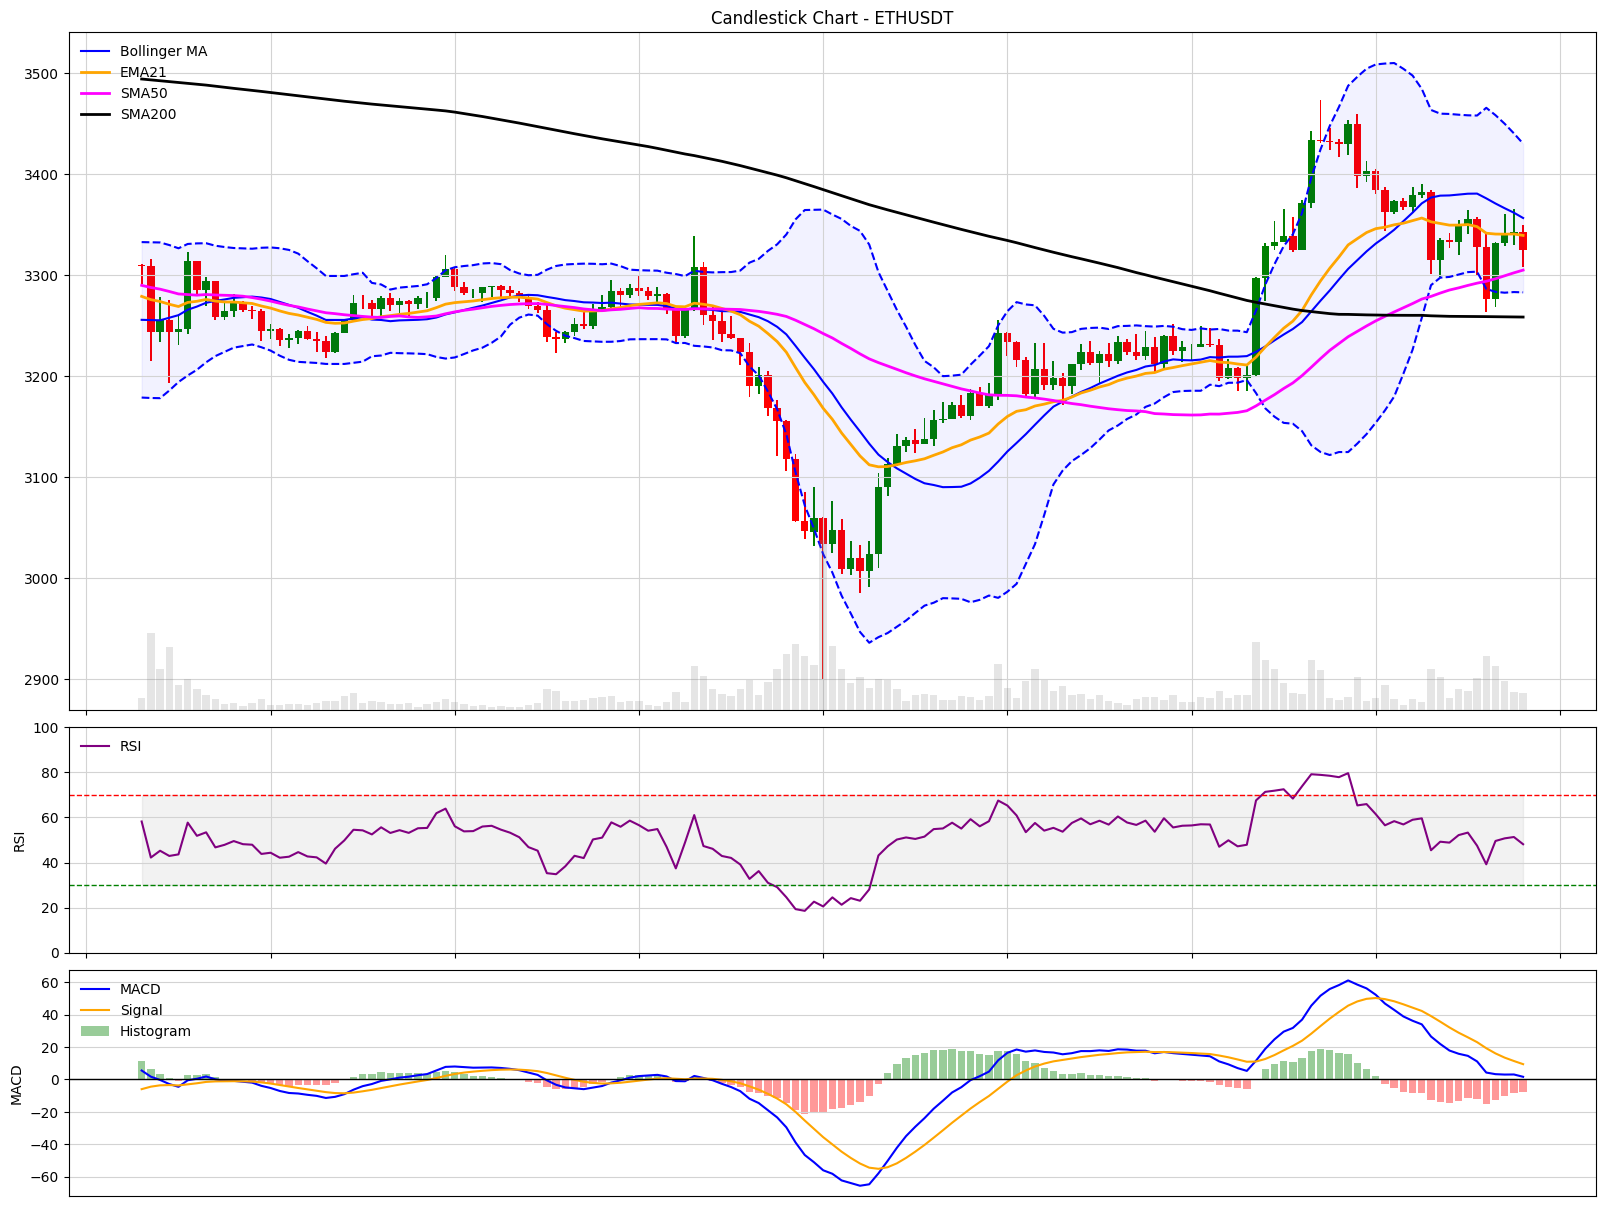 Candlestick Chart - ETHUSDT
Bollinger MA
EMA21
SMA50
SMA200
3500
3400
3300
3200
3100
3000
2900
RSI
100
80
60
40
20
0
RSI
MACD
Signal
Histogram
60
40
20
0
−20
−40
−60
MACD